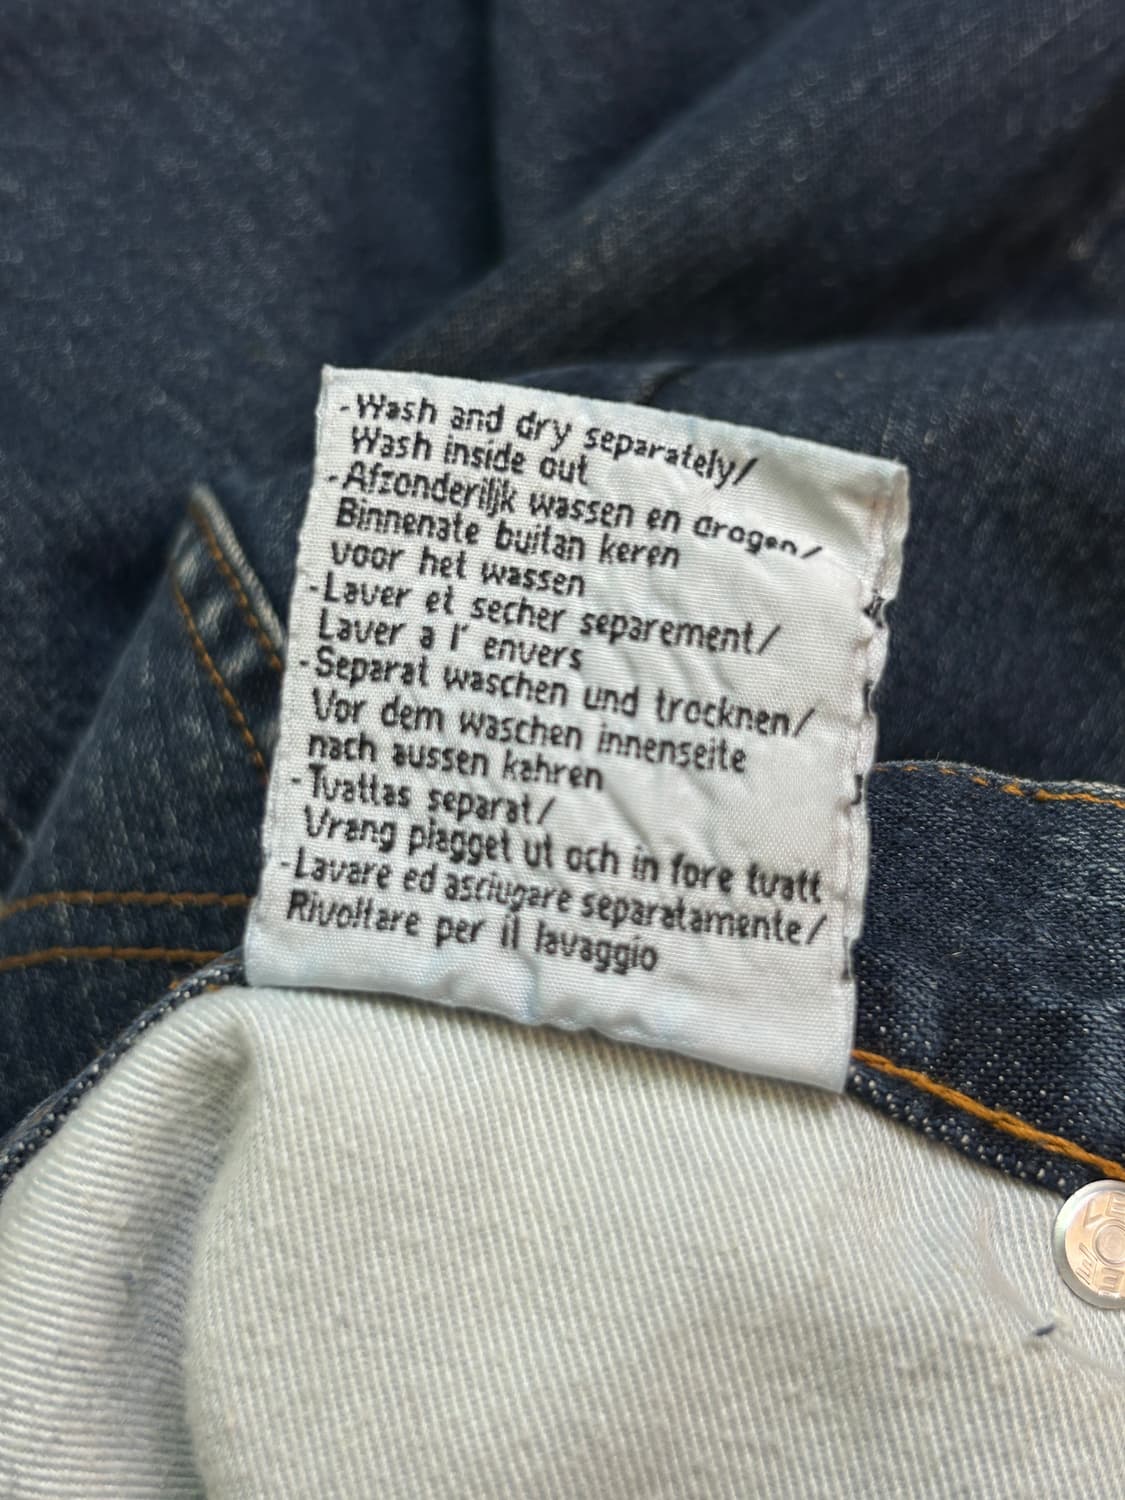 -Wash and dry separately/
Wash inside out
-Afzonderilijk wassen en drogen/
Binnenate buitan keren
voor het wassen
-Laver et secher separement/
Laver a l' envers
-Separat waschen und trocknen/
Vor dem waschen innenseite
nach aussen kahren
-Tvattas separat/
Vrang plagget ut och in fore tvatt
-Lavare ed asciugare separatamente/
Rivoltare per il lavaggio